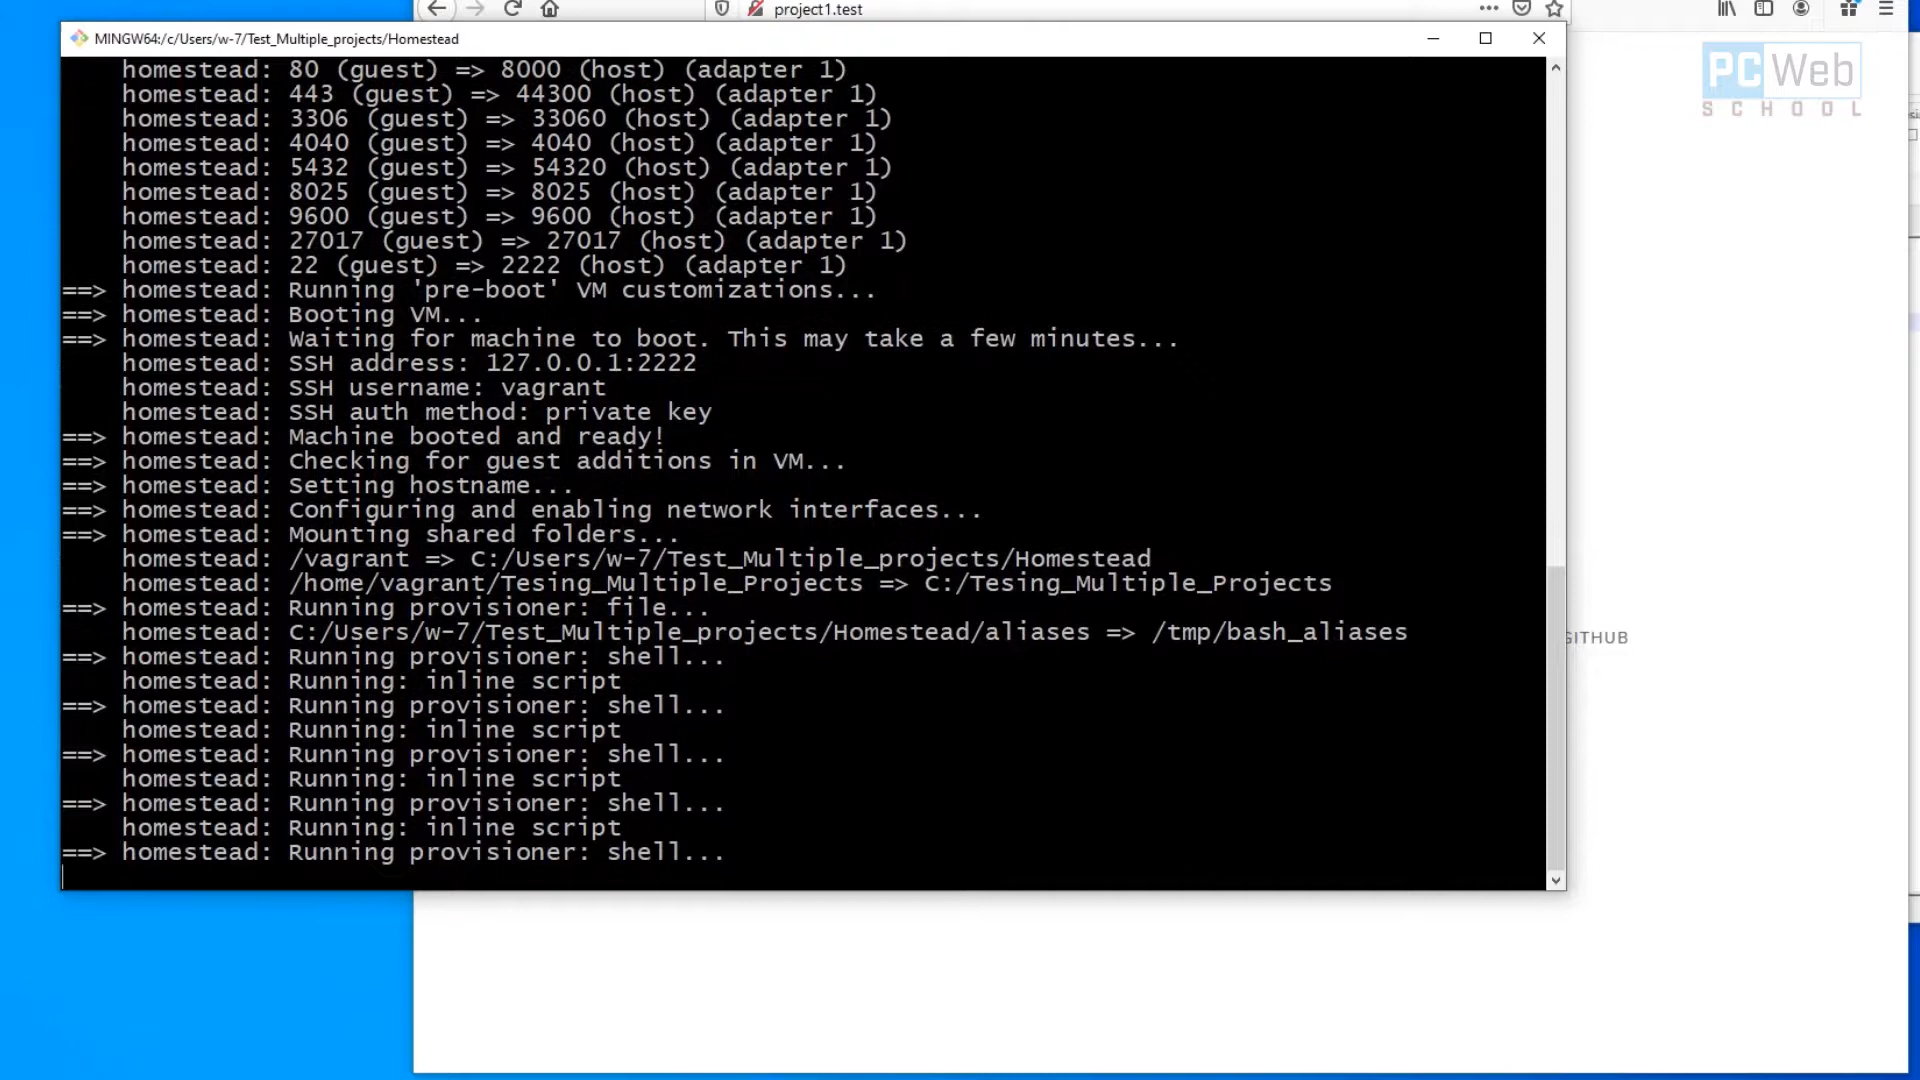 project1.test
MINGW64:/c/Users/w-7/Test_Multiple_projects/Homestead
PCWeb
SCHOOL
homestead: 80 (guest) => 8000 (host) (adapter 1)
homestead: 443 (guest) => 44300 (host) (adapter 1)
homestead: 3306 (guest) => 33060 (host) (adapter 1)
homestead: 4040 (guest) => 4040 (host) (adapter 1)
homestead: 5432 (guest) => 54320 (host) (adapter 1)
homestead: 8025 (guest) => 8025 (host) (adapter 1)
homestead: 9600 (guest) => 9600 (host) (adapter 1)
homestead: 27017 (guest) => 27017 (host) (adapter 1)
homestead: 22 (guest) => 2222 (host) (adapter 1)
==> homestead: Running 'pre-boot' VM customizations...
==> homestead: Booting VM...
==> homestead: Waiting for machine to boot. This may take a few minutes...
homestead: SSH address: 127.0.0.1:2222
homestead: SSH username: vagrant
homestead: SSH auth method: private key
==> homestead: Machine booted and ready!
==> homestead: Checking for guest additions in VM...
==> homestead: Setting hostname...
==> homestead: Configuring and enabling network interfaces...
==> homestead: Mounting shared folders...
homestead: /vagrant => C:/Users/w-7/Test_Multiple_projects/Homestead
homestead: /home/vagrant/Tesing_Multiple_Projects => C:/Tesing_Multiple_Projects
==> homestead: Running provisioner: file...
homestead: C:/Users/w-7/Test_Multiple_projects/Homestead/aliases => /tmp/bash_aliases
==> homestead: Running provisioner: shell...
homestead: Running: inline script
==> homestead: Running provisioner: shell...
homestead: Running: inline script
==> homestead: Running provisioner: shell...
homestead: Running: inline script
==> homestead: Running provisioner: shell...
homestead: Running: inline script
==> homestead: Running provisioner: shell...
GITHUB